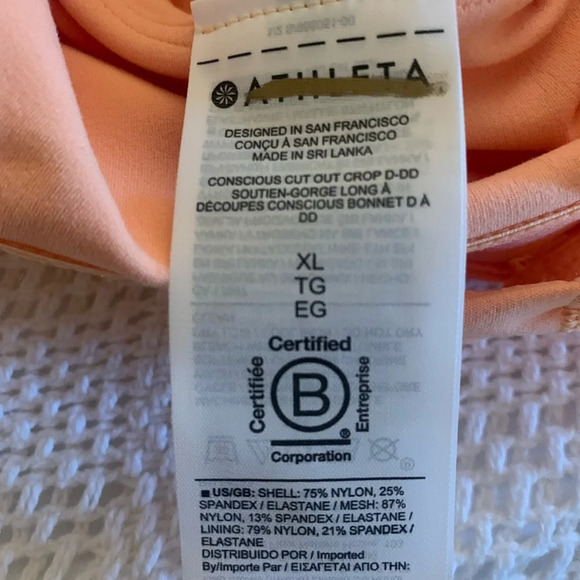 ATHLETA
DESIGNED IN SAN FRANCISCO
CONÇU À SAN FRANCISCO
MADE IN SRI LANKA
CONSCIOUS CUT OUT CROP D-DD
SOUTIEN-GORGE LONG À
DÉCOUPES CONSCIOUS BONNET D À
DD
XL
TG
EG
Certified
Certifiée
B
Entreprise
®
Corporation
US/GB: SHELL: 75% NYLON, 25%
SPANDEX / ELASTANE / MESH: 87%
NYLON, 13% SPANDEX / ELASTANE /
LINING: 79% NYLON, 21% SPANDEX /
ELASTANE
DISTRIBUIDO POR / Imported
By/Importe Par / ΕΙΣΑΓΕΤΑΙ ΑΠΟ ΤΗΝ: